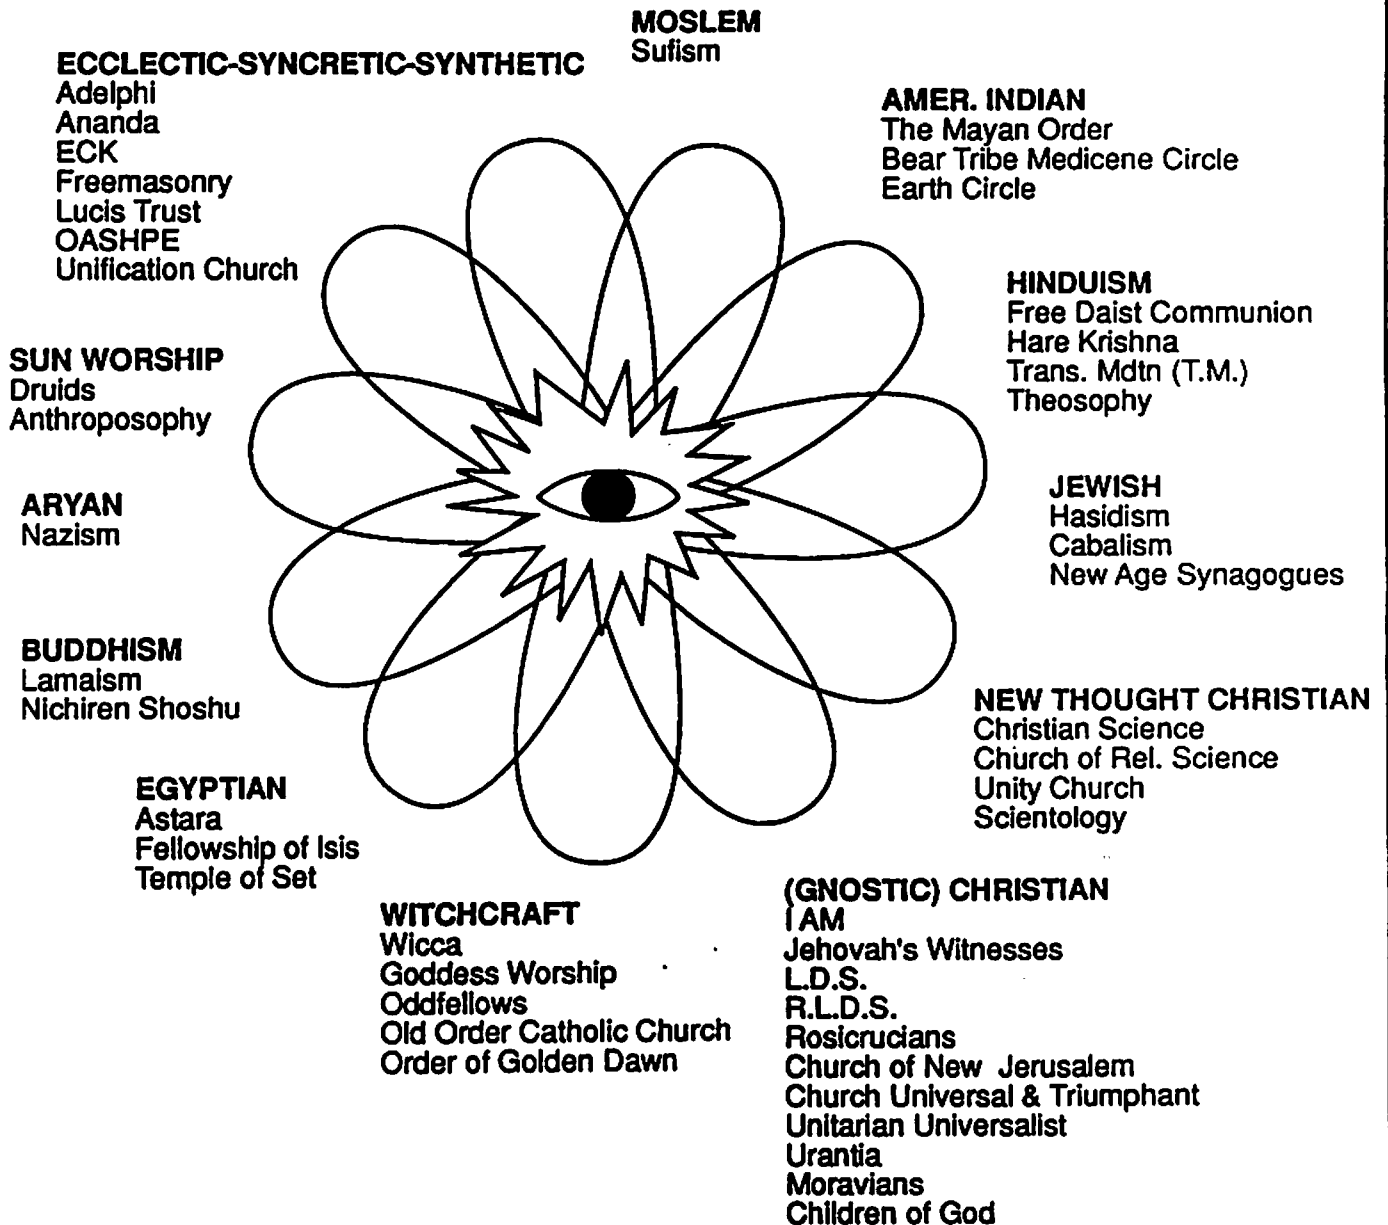 MOSLEM
Sufism
ECCLECTIC-SYNCRETIC-SYNTHETIC
Adelphi
Ananda
ECK
Freemasonry
Lucis Trust
OASHPE
Unification Church
AMER. INDIAN
The Mayan Order
Bear Tribe Medicene Circle
Earth Circle
HINDUISM
Free Daist Communion
Hare Krishna
Trans. Mdtn (T.M.)
Theosophy
SUN WORSHIP
Druids
Anthroposophy
JEWISH
Hasidism
Cabalism
New Age Synagogues
ARYAN
Nazism
BUDDHISM
Lamaism
Nichiren Shoshu
NEW THOUGHT CHRISTIAN
Christian Science
Church of Rel. Science
Unity Church
Scientology
EGYPTIAN
Astara
Fellowship of Isis
Temple of Set
WITCHCRAFT
Wicca
Goddess Worship
Oddfellows
Old Order Catholic Church
Order of Golden Dawn
(GNOSTIC) CHRISTIAN
I AM
Jehovah's Witnesses
L.D.S.
R.L.D.S.
Rosicrucians
Church of New Jerusalem
Church Universal & Triumphant
Unitarian Universalist
Urantia
Moravians
Children of God